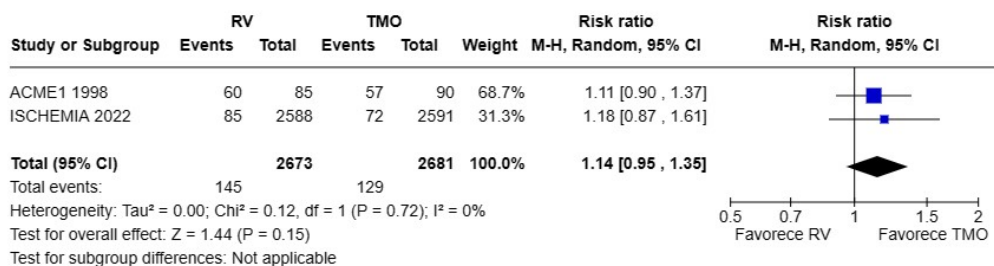 RV TMO Risk ratio Risk ratio
Study or Subgroup Events Total Events Total Weight M-H, Random, 95% CI M-H, Random, 95% CI
ACME1 1998 60 85 57 90 68.7% 1.11 [0.90 , 1.37]
ISCHEMIA 2022 85 2588 72 2591 31.3% 1.18 [0.87 , 1.61]
Total (95% CI) 2673 2681 100.0% 1.14 [0.95 , 1.35]
Total events: 145 129
Heterogeneity: Tau² = 0.00; Chi² = 0.12, df = 1 (P = 0.72); I² = 0%
Test for overall effect: Z = 1.44 (P = 0.15)
Test for subgroup differences: Not applicable
0.5 0.7 1 1.5 2
Favorece RV Favorece TMO